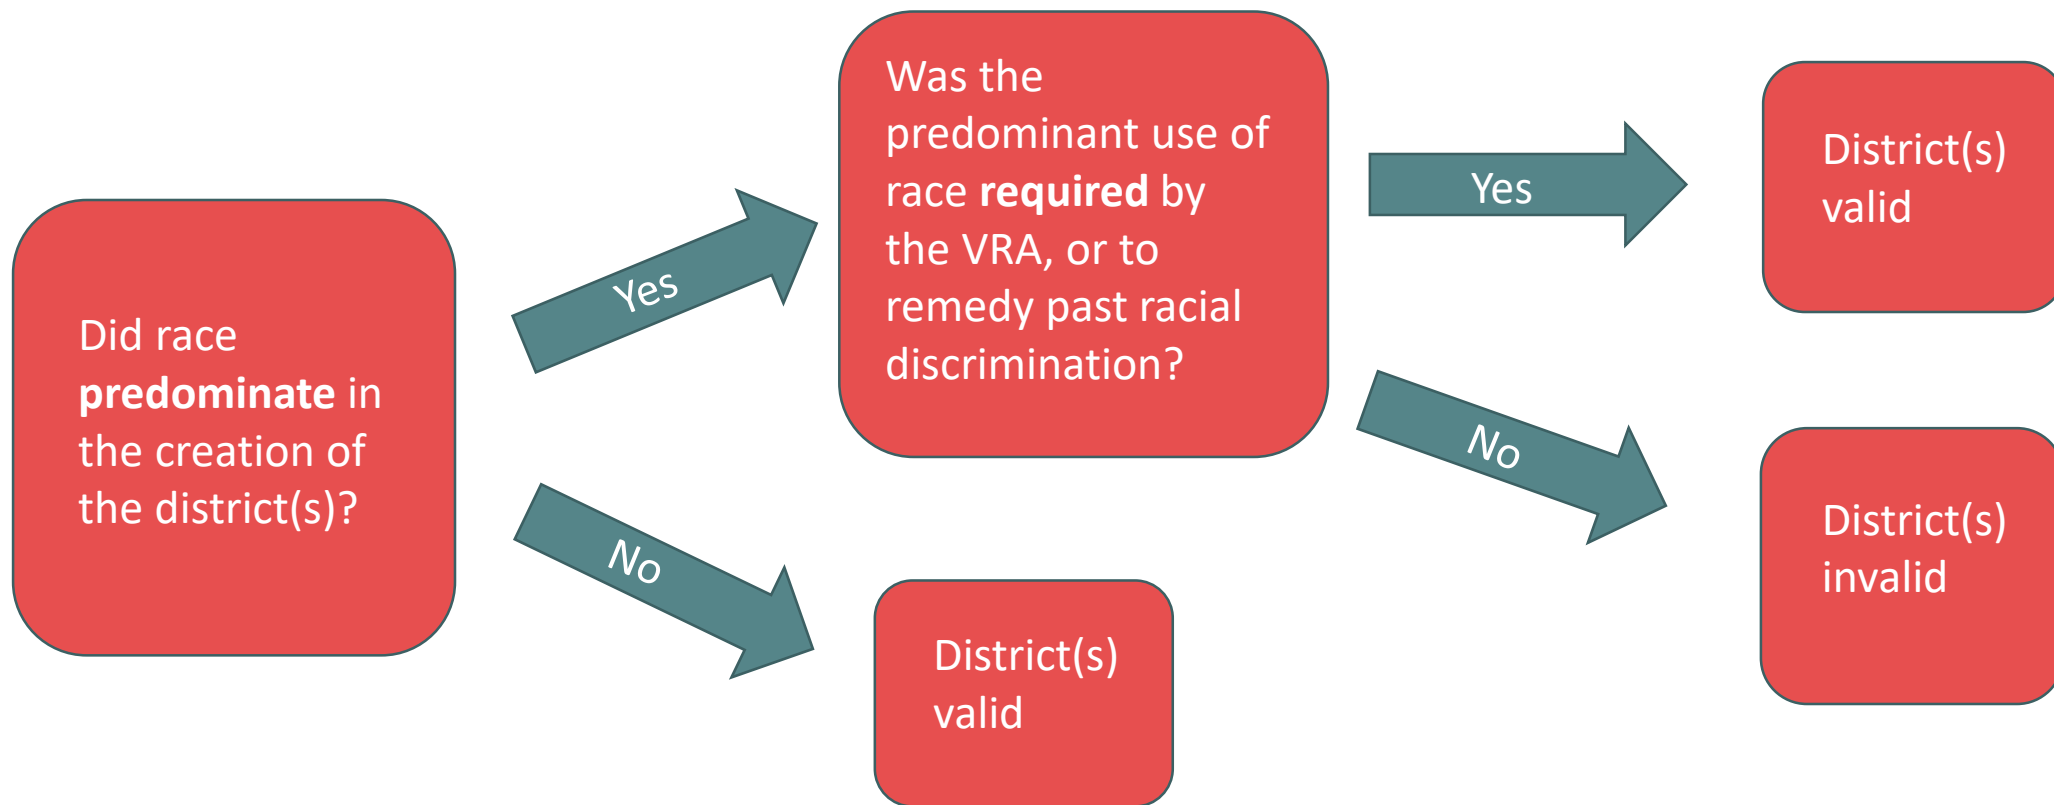 Did race
predominate in
the creation of
the district(s)?
Yes
No
Was the
predominant use of
race required by
the VRA, or to
remedy past racial
discrimination?
District(s)
valid
Yes
No
District(s)
valid
District(s)
invalid